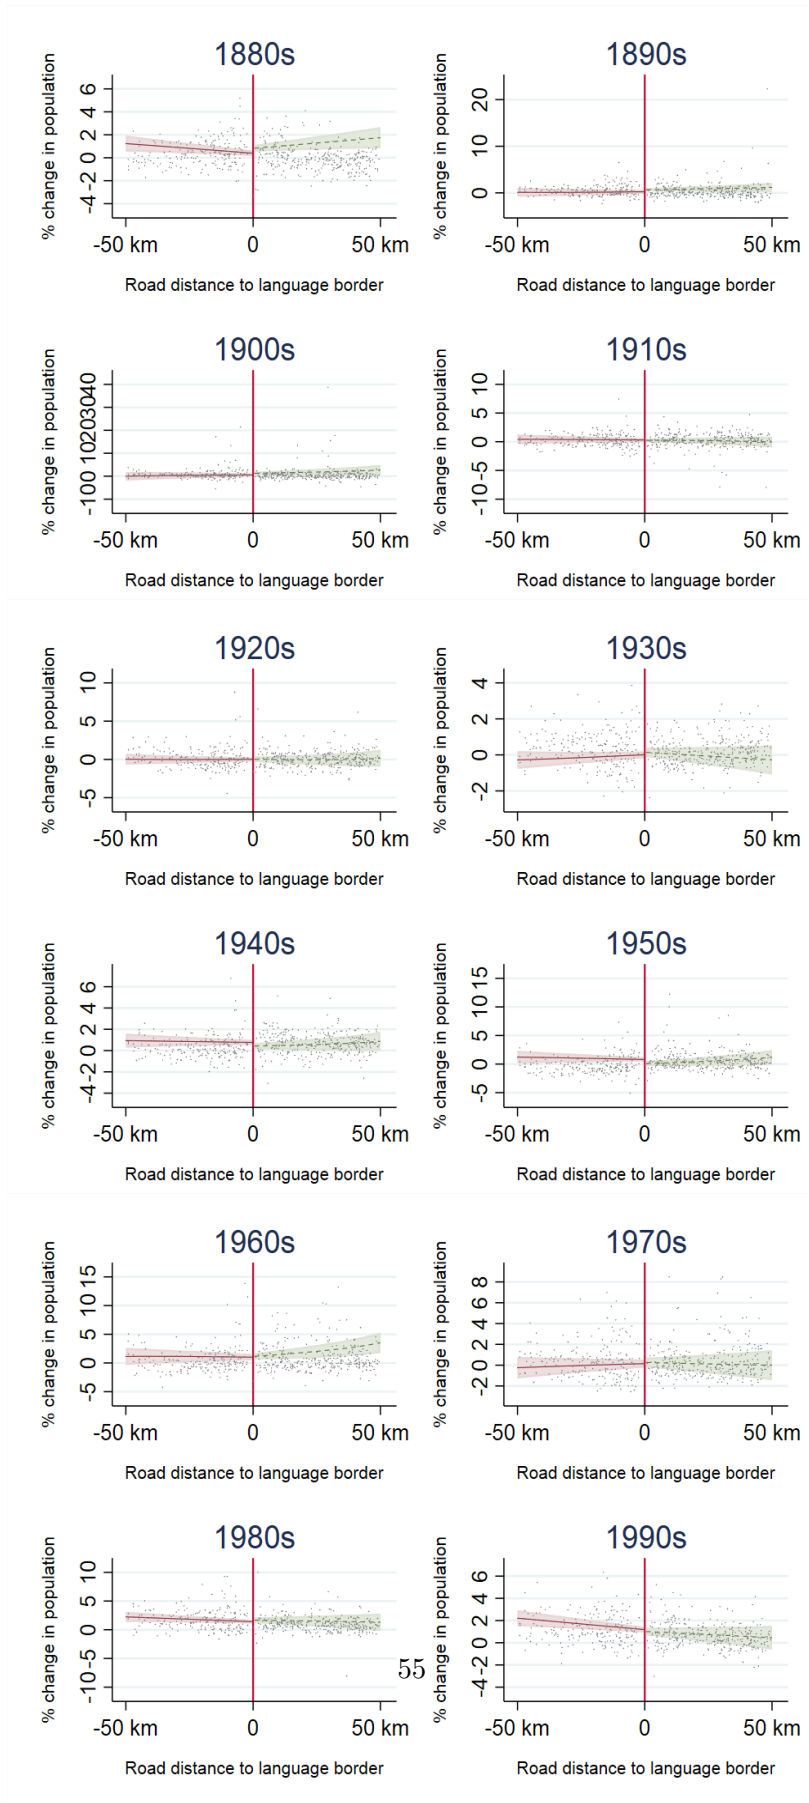 1880s
% change in population
6
4
2
0
-2
-4
-50 km 0 50 km
Road distance to language border
1890s
% change in population
20
10
0
-50 km 0 50 km
Road distance to language border
1900s
% change in population
-10 0 10 20 30 40
-50 km 0 50 km
Road distance to language border
1910s
% change in population
10
5
0
-5
-10
-50 km 0 50 km
Road distance to language border
1920s
% change in population
10
5
0
-5
-50 km 0 50 km
Road distance to language border
1930s
% change in population
4
2
0
-2
-50 km 0 50 km
Road distance to language border
1940s
% change in population
6
4
2
0
-2
-4
-50 km 0 50 km
Road distance to language border
1950s
% change in population
15
10
5
0
-5
-50 km 0 50 km
Road distance to language border
1960s
% change in population
15
10
5
0
-5
-50 km 0 50 km
Road distance to language border
1970s
% change in population
8
6
4
2
0
-2
-50 km 0 50 km
Road distance to language border
1980s
% change in population
10
5
0
-5
-10
-50 km 0 50 km
Road distance to language border
1990s
% change in population
6
4
2
0
-2
-4
-50 km 0 50 km
Road distance to language border
55